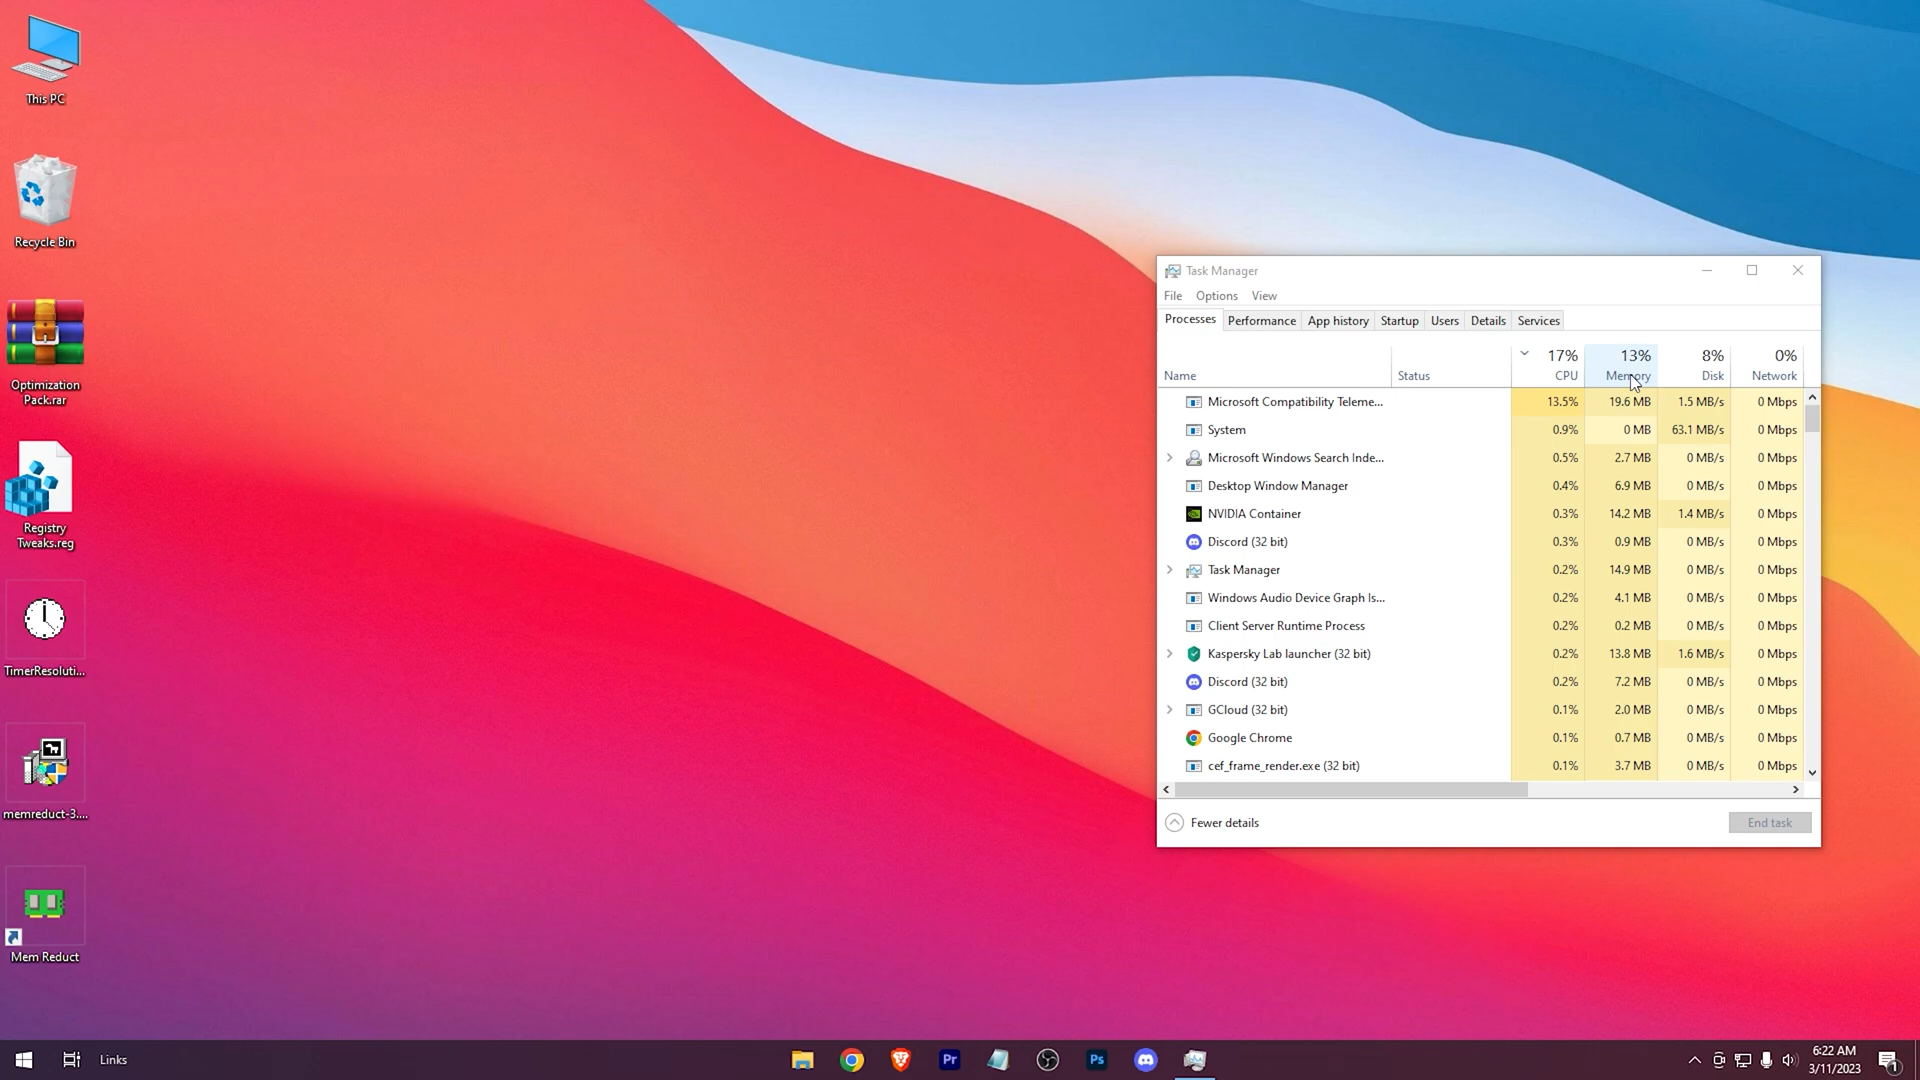 This PC
Recycle Bin
Optimization
Pack.rar
Registry
Tweaks.reg
TimerResoluti...
memreduct-3....
Mem Reduct
Task Manager
File Options View
Processes Performance App history Startup Users Details Services
17% 13% 8% 0%
Name Status CPU Memory Disk Network
Microsoft Compatibility Teleme... 13.5% 19.6 MB 1.5 MB/s 0 Mbps
System 0.9% 0 MB 63.1 MB/s 0 Mbps
Microsoft Windows Search Inde... 0.5% 2.7 MB 0 MB/s 0 Mbps
Desktop Window Manager 0.4% 6.9 MB 0 MB/s 0 Mbps
NVIDIA Container 0.3% 14.2 MB 1.4 MB/s 0 Mbps
Discord (32 bit) 0.3% 0.9 MB 0 MB/s 0 Mbps
Task Manager 0.2% 14.9 MB 0 MB/s 0 Mbps
Windows Audio Device Graph Is... 0.2% 4.1 MB 0 MB/s 0 Mbps
Client Server Runtime Process 0.2% 0.2 MB 0 MB/s 0 Mbps
Kaspersky Lab launcher (32 bit) 0.2% 13.8 MB 1.6 MB/s 0 Mbps
Discord (32 bit) 0.2% 7.2 MB 0 MB/s 0 Mbps
GCloud (32 bit) 0.1% 2.0 MB 0 MB/s 0 Mbps
Google Chrome 0.1% 0.7 MB 0 MB/s 0 Mbps
cef_frame_render.exe (32 bit) 0.1% 3.7 MB 0 MB/s 0 Mbps
Fewer details End task
Links Pr Ps 6:22 AM
3/11/2023 1